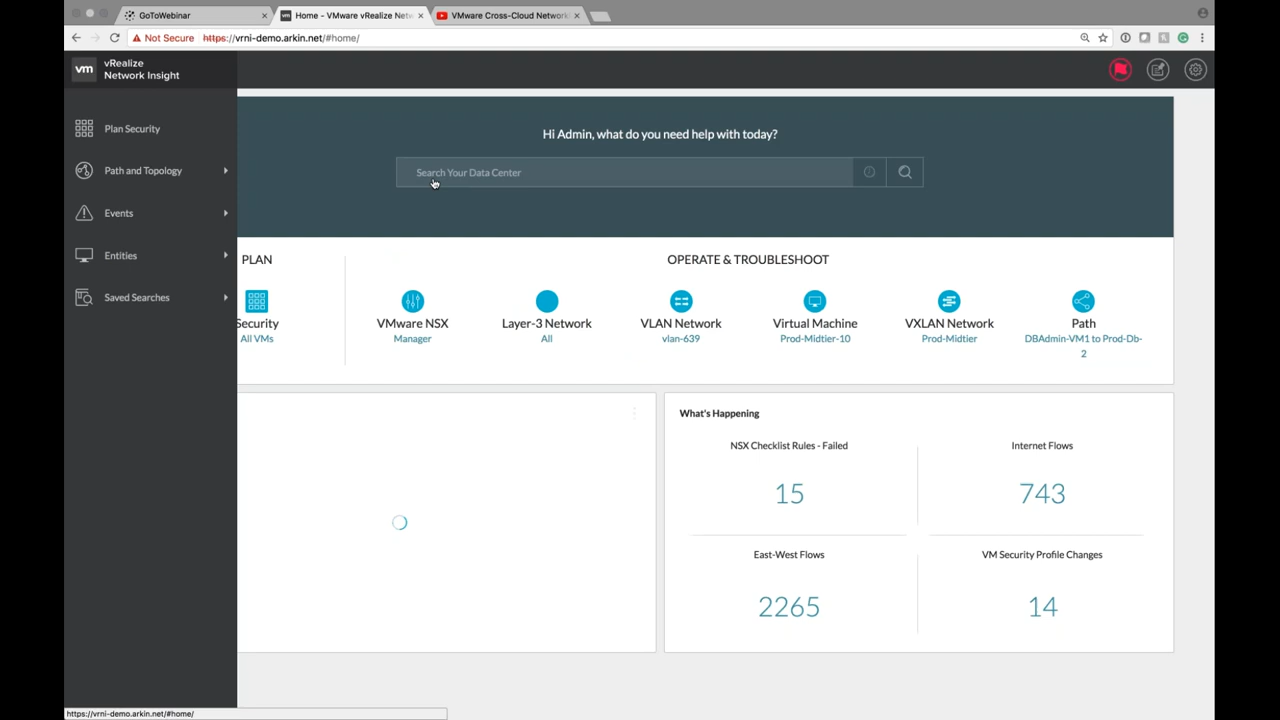 GoToWebinar
vm Home - VMware vRealize Netw
VMware Cross-Cloud Network
Not Secure https://vrni-demo.arkin.net/#home/
vm vRealize
Network Insight
Plan Security
Path and Topology
Events
Entities
Saved Searches
Hi Admin, what do you need help with today?
Search Your Data Center
PLAN
OPERATE & TROUBLESHOOT
Security
All VMs
VMware NSX
Manager
Layer-3 Network
All
VLAN Network
vlan-639
Virtual Machine
Prod-Midtier-10
VXLAN Network
Prod-Midtier
Path
DBAdmin-VM1 to Prod-Db-
2
What's Happening
NSX Checklist Rules - Failed
15
Internet Flows
743
East-West Flows
2265
VM Security Profile Changes
14
https://vrni-demo.arkin.net/#home/